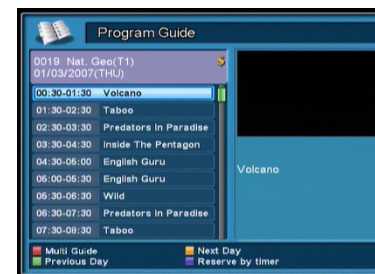 Program Guide
0019 Nat. Geo(T1)
01/03/2007(THU)
00:30-01:30 Volcano
01:30-02:30 Taboo
02:30-03:30 Predators In Paradise
03:30-04:30 Inside The Pentagon
04:30-05:00 English Guru
05:00-05:30 English Guru
05:30-06:30 Wild
06:30-07:30 Predators In Paradise
07:30-08:30 Taboo
Volcano
Multi Guide
Next Day
Previous Day
Reserve by timer